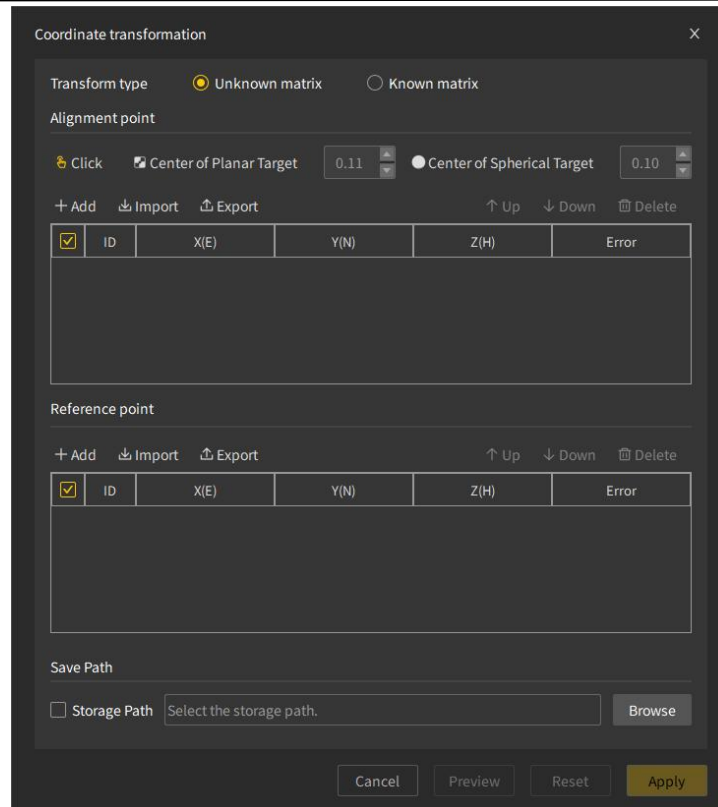 Coordinate transformation X
Transform type Unknown matrix Known matrix
Alignment point
Click Center of Planar Target 0.11 Center of Spherical Target 0.10
Add Import Export Up Down Delete
ID X(E) Y(N) Z(H) Error
Reference point
Add Import Export Up Down Delete
ID X(E) Y(N) Z(H) Error
Save Path
Storage Path Select the storage path. Browse
Cancel Preview Reset Apply